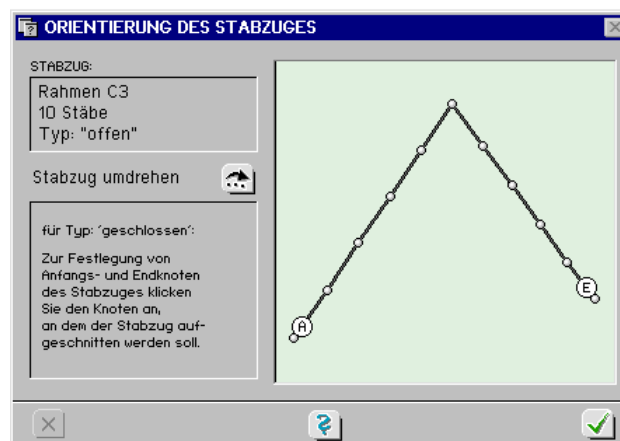 ORIENTIERUNG DES STABZUGES
STABZUG:
Rahmen C3
10 Stäbe
Typ: "offen"
Stabzug umdrehen
für Typ: 'geschlossen':
Zur Festlegung von
Anfangs- und Endknoten
des Stabzuges klicken
Sie den Knoten an,
an dem der Stabzug auf-
geschnitten werden soll.
A
E